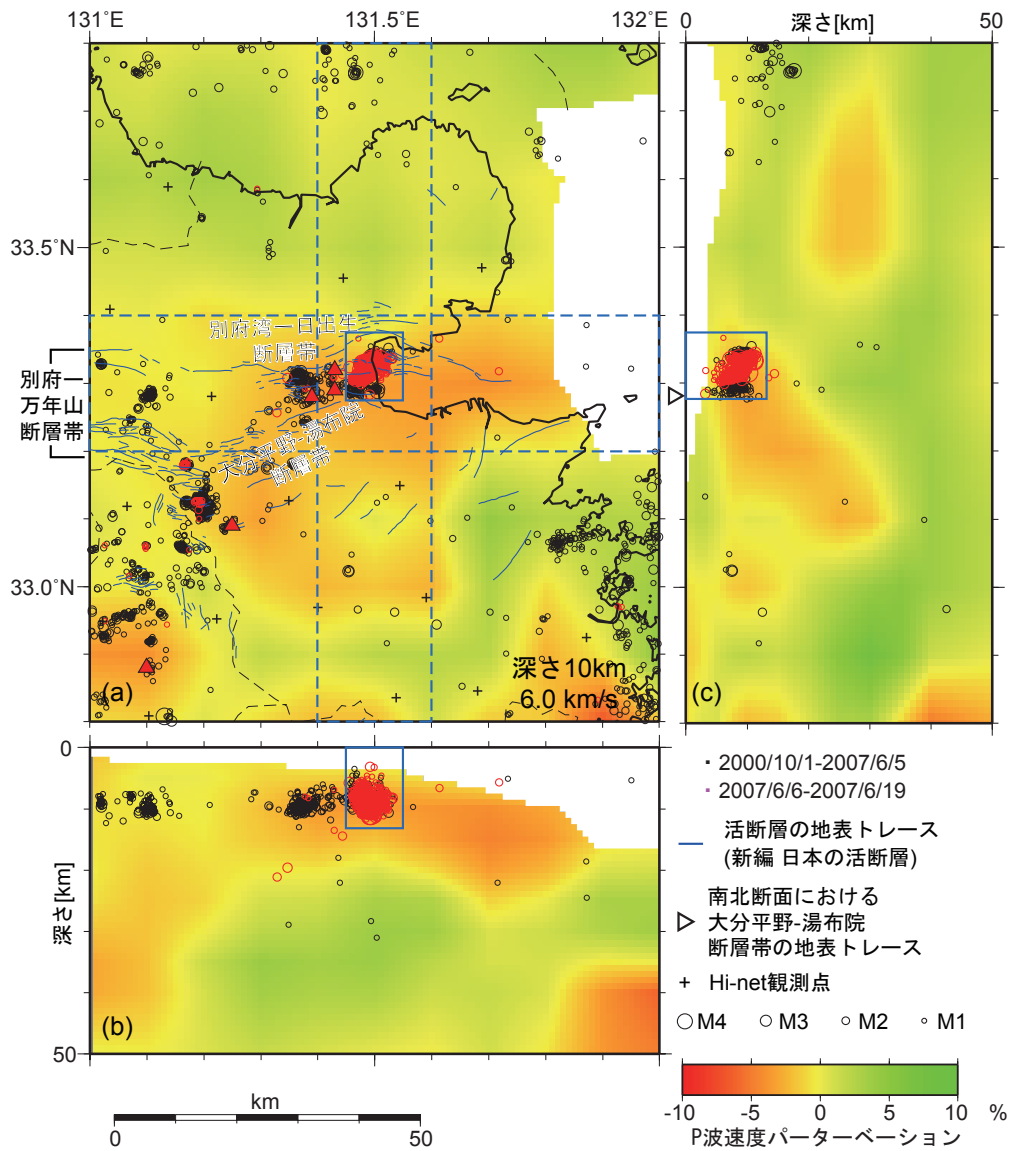 131˚E
131.5˚E
132˚E
0
深さ[km]
50
33.5˚N
33.0˚N
別府ー
万年山
断層帯
別府湾ー日出生
断層帯
大分平野-湯布院
断層帯
深さ10km
6.0 km/s
(a)
(c)
0
深さ[km]
50
(b)
2000/10/1-2007/6/5
2007/6/6-2007/6/19
活断層の地表トレース
(新編 日本の活断層)
南北断面における
大分平野-湯布院
断層帯の地表トレース
+ Hi-net観測点
M4 M3 M2 M1
km
0 50
-10 -5 0 5 10 %
P波速度パーターベーション